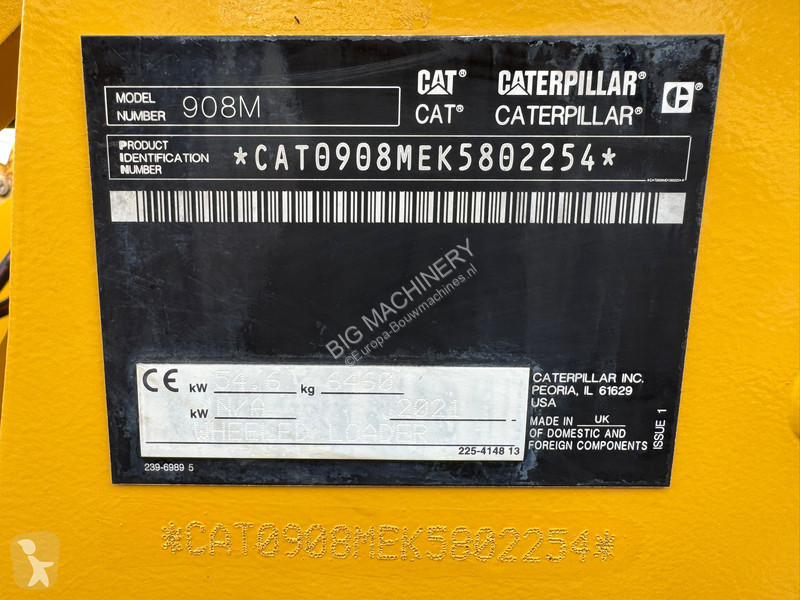 CAT® CATERPILLAR®
CAT® CATERPILLAR® C ®
MODEL NUMBER 908M
PRODUCT IDENTIFICATION NUMBER *CAT0908MEK5802254*
*CAT0908MEK5802254*
BIG MACHINERY
©Europa-Bouwmachines.nl
CE kW 54.6 kg 6460
kW N/A 2021
WHEELED LOADER
225-4148 13
239-6989 5
CATERPILLAR INC.
PEORIA, IL 61629
USA
MADE IN UK
OF DOMESTIC AND
FOREIGN COMPONENTS
ISSUE 1
*CAT0908MEK5802254*